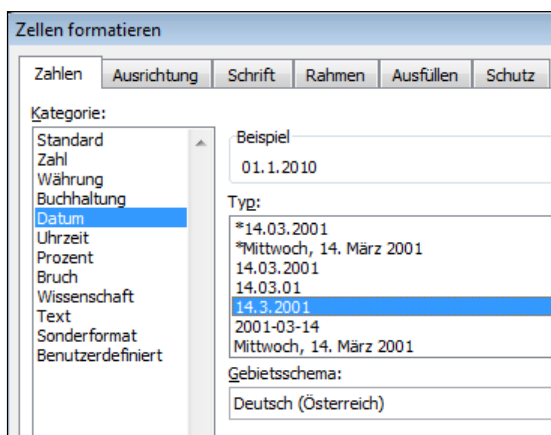 Zellen formatieren
Zahlen Ausrichtung Schrift Rahmen Ausfüllen Schutz
Kategorie:
Standard
Zahl
Währung
Buchhaltung
Datum
Uhrzeit
Prozent
Bruch
Wissenschaft
Text
Sonderformat
Benutzerdefiniert
Beispiel
01.1.2010
Typ:
*14.03.2001
*Mittwoch, 14. März 2001
14.03.2001
14.03.01
14.3.2001
2001-03-14
Mittwoch, 14. März 2001
Gebietsschema:
Deutsch (Österreich)